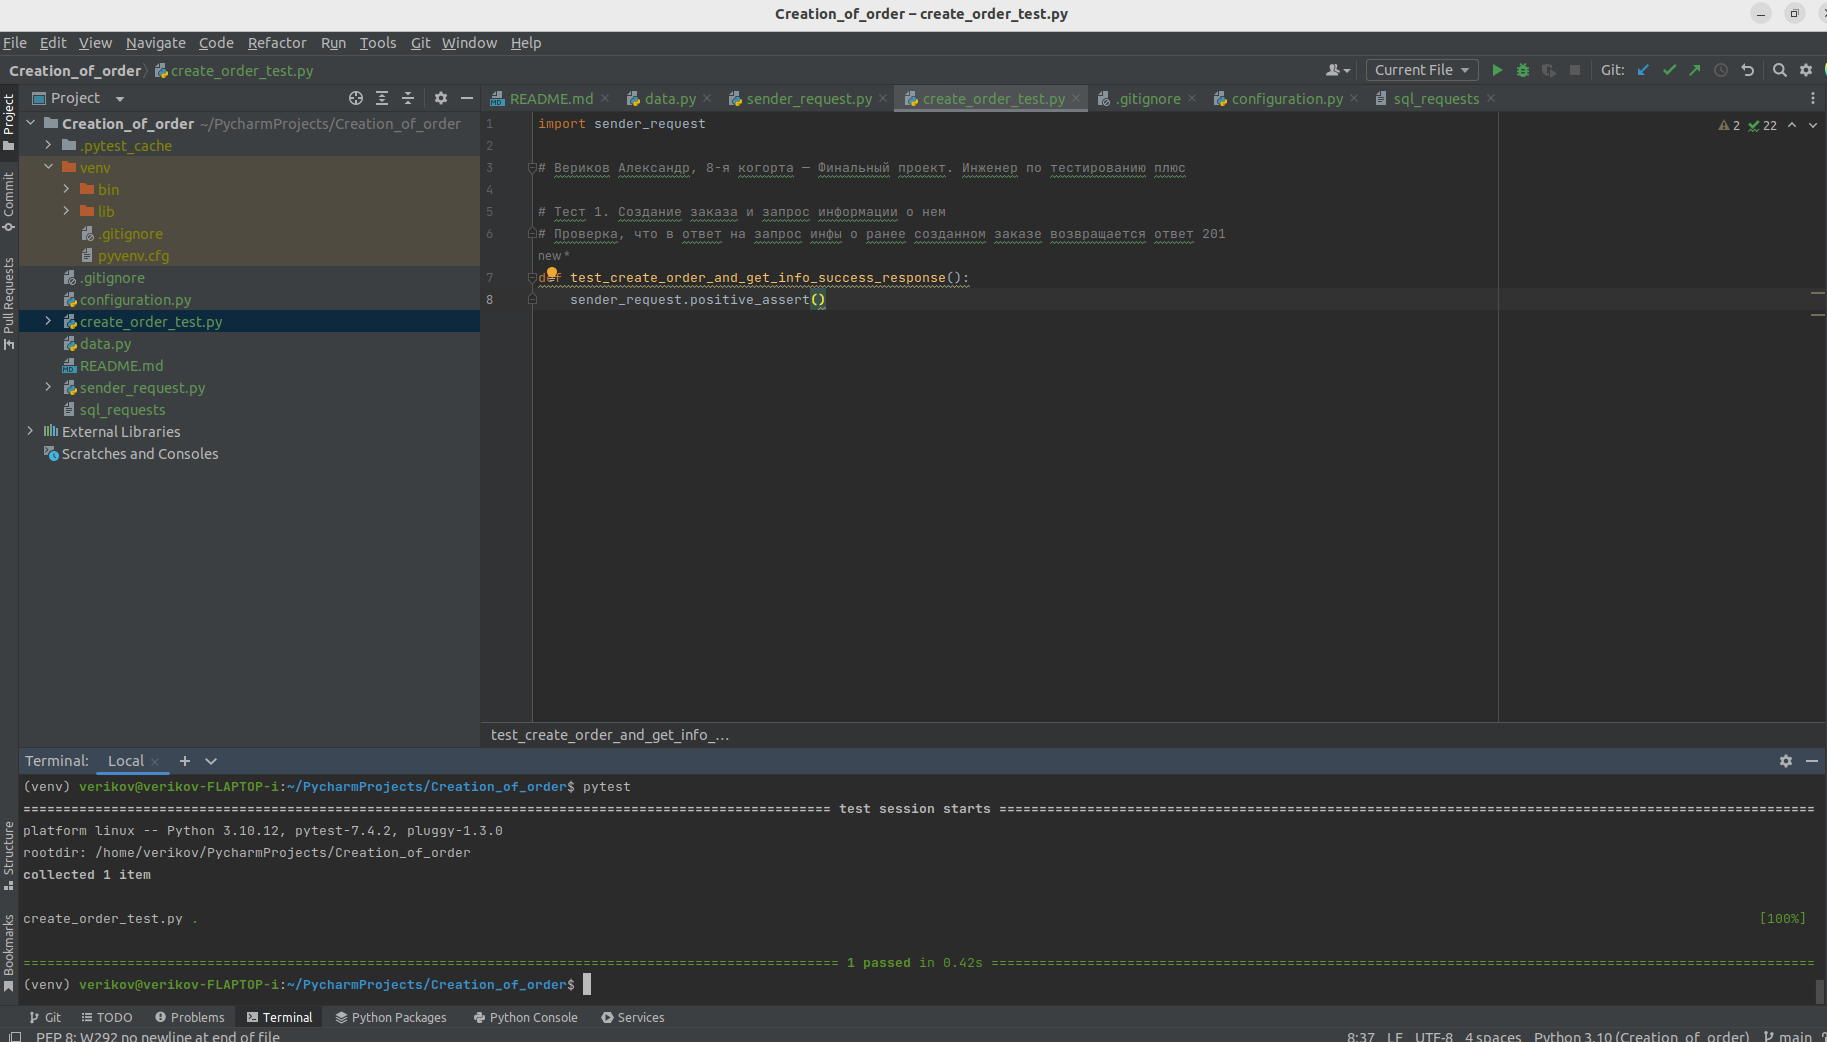 Creation_of_order – create_order_test.py
File Edit View Navigate Code Refactor Run Tools Git Window Help
Creation_of_order create_order_test.py Current File Git:
Project
README.md data.py sender_request.py create_order_test.py .gitignore configuration.py sql_requests
Project
Commit
Pull Requests
Structure
Bookmarks
Creation_of_order ~/PycharmProjects/Creation_of_order
.pytest_cache
venv
bin
lib
.gitignore
pyvenv.cfg
.gitignore
configuration.py
create_order_test.py
data.py
README.md
sender_request.py
sql_requests
External Libraries
Scratches and Consoles
2 22
1 import sender_request
2
3 # Вериков Александр, 8-я когорта — Финальный проект. Инженер по тестированию плюс
4
5 # Тест 1. Создание заказа и запрос информации о нем
6 # Проверка, что в ответ на запрос инфы о ранее созданном заказе возвращается ответ 201
new *
7 def test_create_order_and_get_info_success_response():
8 sender_request.positive_assert()
test_create_order_and_get_info_...
Terminal: Local
(venv) verikov@verikov-FLAPTOP-i:~/PycharmProjects/Creation_of_order$ pytest
test session starts
platform linux -- Python 3.10.12, pytest-7.4.2, pluggy-1.3.0
rootdir: /home/verikov/PycharmProjects/Creation_of_order
collected 1 item
create_order_test.py . [100%]
1 passed in 0.42s
(venv) verikov@verikov-FLAPTOP-i:~/PycharmProjects/Creation_of_order$
Git TODO Problems Terminal Python Packages Python Console Services
PEP 8: W292 no newline at end of file 8:37 LF UTF-8 4 spaces Python 3.10 (Creation_of_order) main